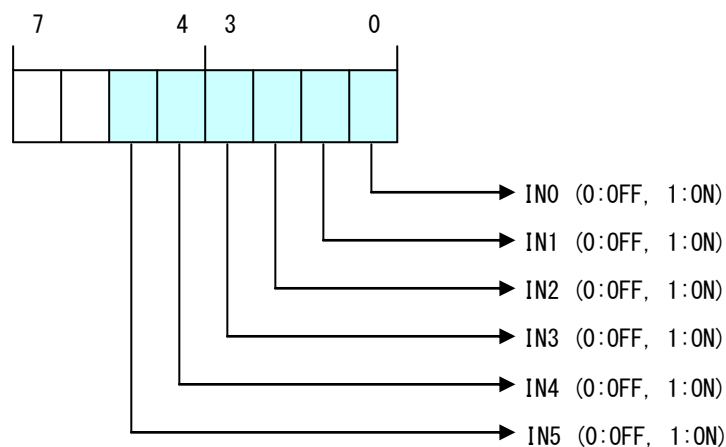 7 4 3 0
IN0 (0:OFF, 1:ON)
IN1 (0:OFF, 1:ON)
IN2 (0:OFF, 1:ON)
IN3 (0:OFF, 1:ON)
IN4 (0:OFF, 1:ON)
IN5 (0:OFF, 1:ON)